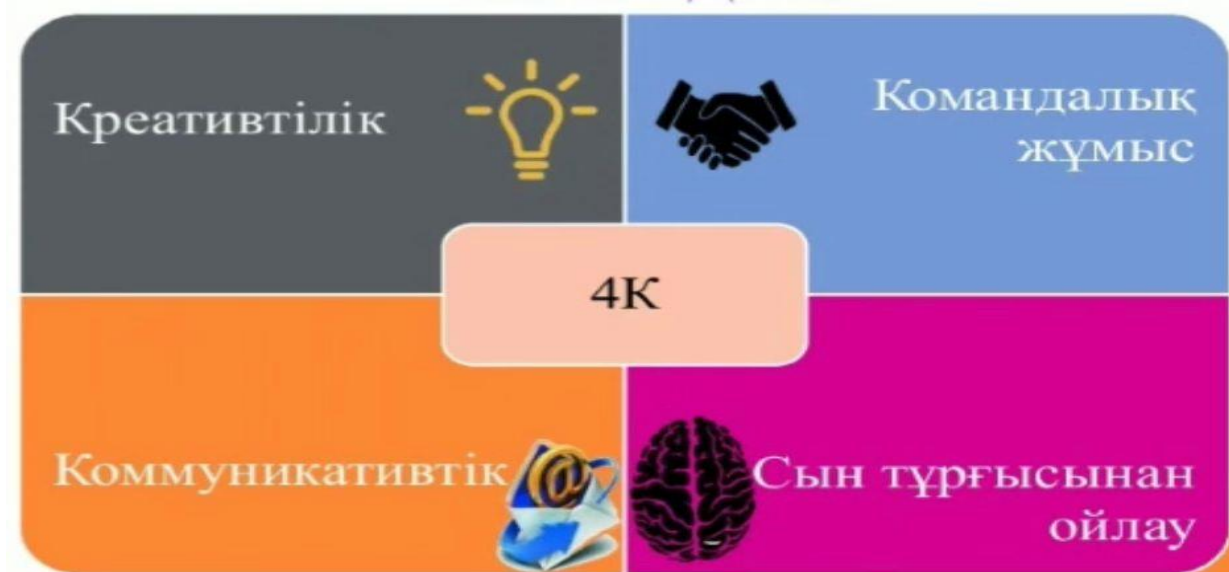 Креативтілік
Командалық
жұмыс
4К
Коммуникативтік
Сын тұрғысынан
ойлау